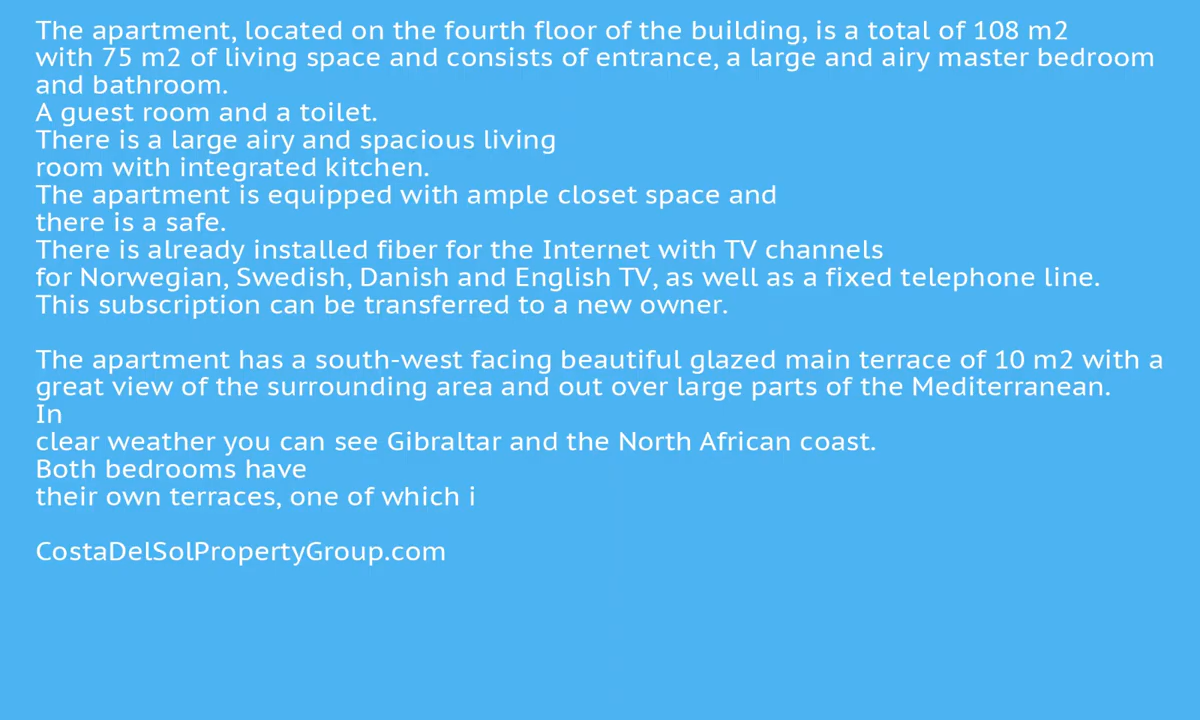 The apartment, located on the fourth floor of the building, is a total of 108 m2
with 75 m2 of living space and consists of entrance, a large and airy master bedroom
and bathroom.
A guest room and a toilet.
There is a large airy and spacious living
room with integrated kitchen.
The apartment is equipped with ample closet space and
there is a safe.
There is already installed fiber for the Internet with TV channels
for Norwegian, Swedish, Danish and English TV, as well as a fixed telephone line.
This subscription can be transferred to a new owner.
The apartment has a south-west facing beautiful glazed main terrace of 10 m2 with a
great view of the surrounding area and out over large parts of the Mediterranean.
In
clear weather you can see Gibraltar and the North African coast.
Both bedrooms have
their own terraces, one of which i
CostaDelSolPropertyGroup.com